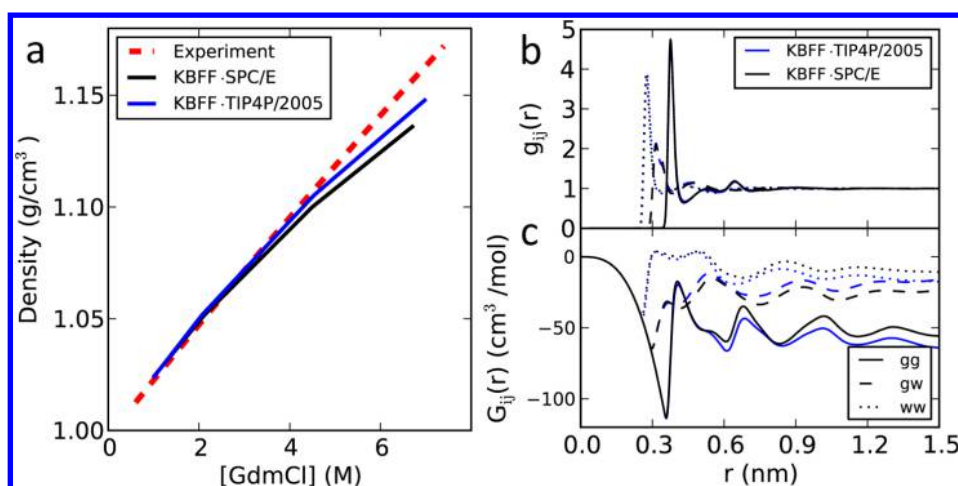 a
Experiment
KBFF-SPC/E
KBFF-TIP4P/2005
1.15
1.10
1.05
1.00
Density (g/cm³)
0
2
4
6
[GdmCl] (M)
b
KBFF-TIP4P/2005
KBFF-SPC/E
5
4
3
2
1
0
g_ij(r)
c
0
−50
−100
G_ij(r) (cm³ /mol)
gg
gw
ww
0.0
0.3
0.6
0.9
1.2
1.5
r (nm)